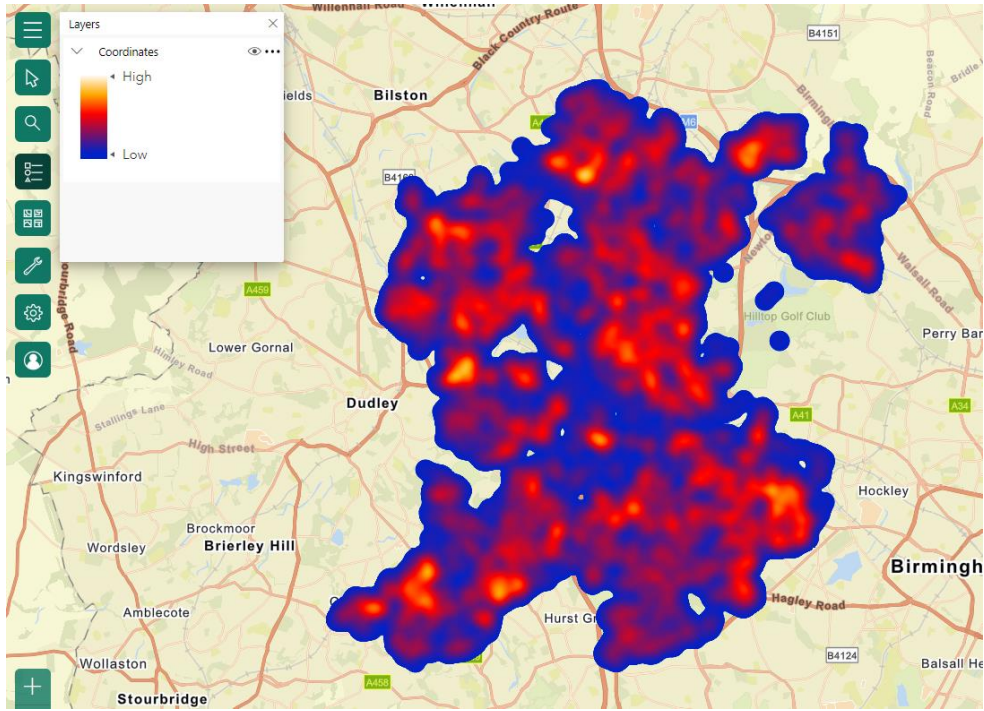 Layers
Coordinates
High
Low
Willenhall Road
Black Country Route
B4151
Beacon Road
Bilston
M6
B4163
Newto
Walsall Road
A459
Hilltop Golf Club
Perry Bar
Lower Gornal
Himley Road
Stallings Lane
Dudley
A41
A34
High Street
Kingswinford
Hockley
Brockmoor
Wordsley
Brierley Hill
Birmingh
Amblecote
Hagley Road
Hurst Gr
B4124
Balsall He
Wollaston
A458
Stourbridge